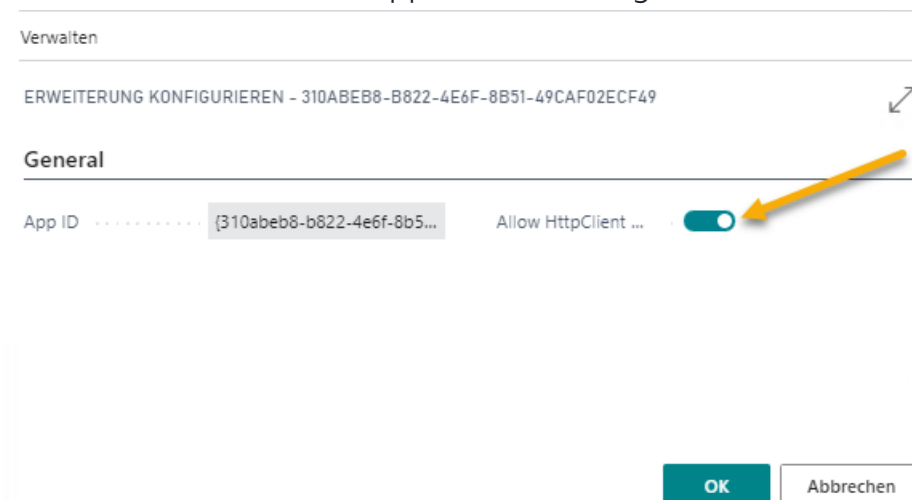 Verwalten
ERWEITERUNG KONFIGURIEREN - 310ABEB8-B822-4E6F-8B51-49CAF02ECF49
General
App ID {310abeb8-b822-4e6f-8b5... Allow HttpClient ...
OK Abbrechen